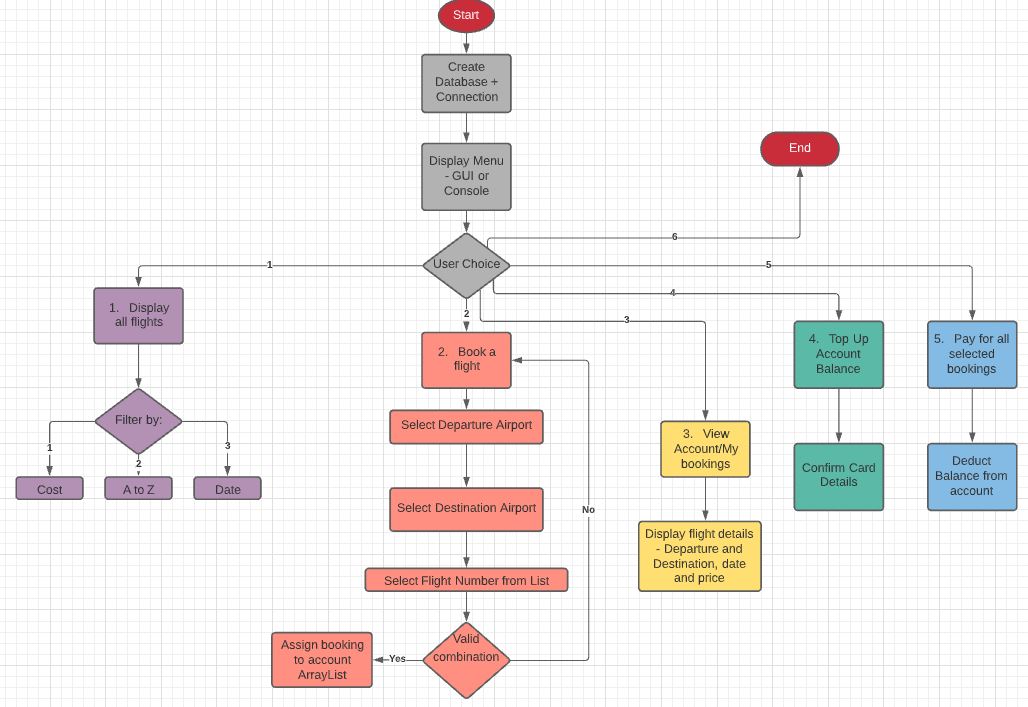 Start
Create
Database +
Connection
Display Menu
- GUI or
Console
End
User Choice
6
1
5
4
2
3
1. Display
all flights
2. Book a
flight
4. Top Up
Account
Balance
5. Pay for all
selected
bookings
Filter by:
1
2
3
Cost
A to Z
Date
Select Departure Airport
3. View
Account/My
bookings
Confirm Card
Details
Deduct
Balance from
account
Select Destination Airport
No
Display flight details
- Departure and
Destination, date
and price
Select Flight Number from List
Valid
combination
Yes
Assign booking
to account
ArrayList